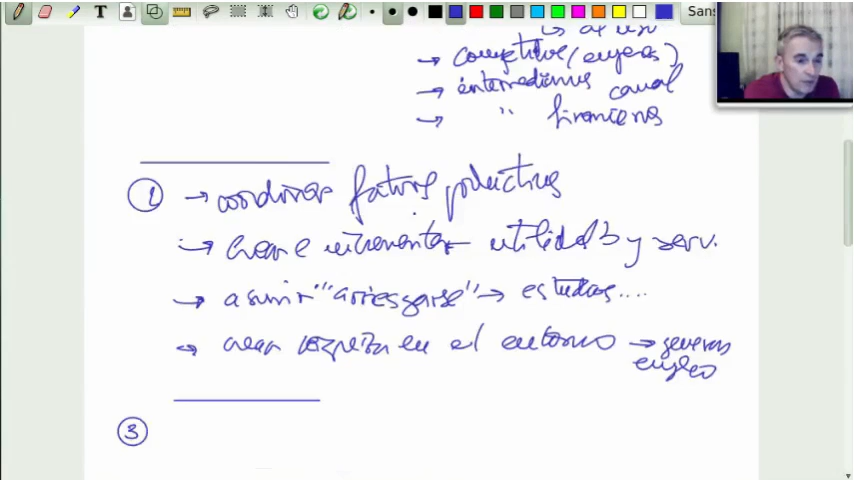 T
Sans
→ competitivo (empresas)
→ intermediarios canal
→ " financieros
① → coordinar factores productivos
→ crear e incrementar utilidad B y serv.
→ asumir "arriesgarse" → estudios....
→ crear riqueza en el entorno → generas
empleo
③